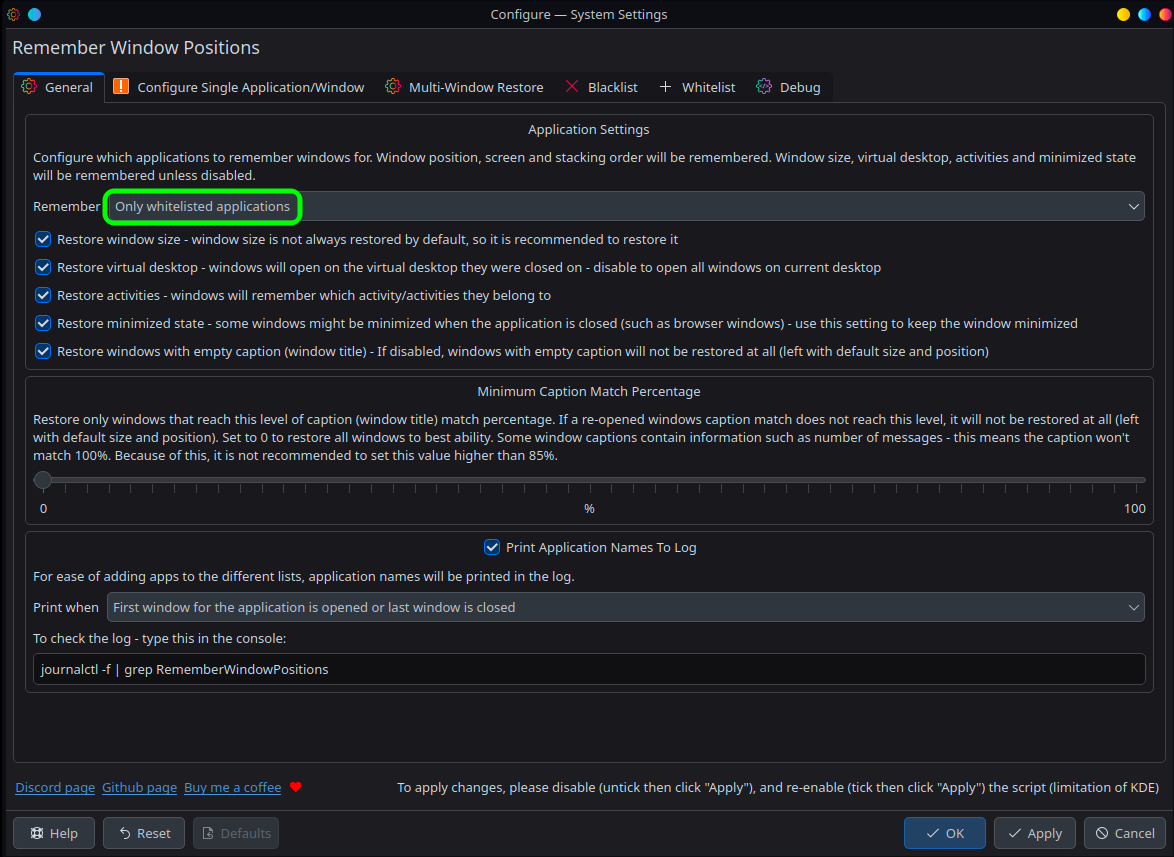 Configure — System Settings
Remember Window Positions
General
Configure Single Application/Window
Multi-Window Restore
Blacklist
Whitelist
Debug
Application Settings
Configure which applications to remember windows for. Window position, screen and stacking order will be remembered. Window size, virtual desktop, activities and minimized state
will be remembered unless disabled.
Remember Only whitelisted applications
Restore window size - window size is not always restored by default, so it is recommended to restore it
Restore virtual desktop - windows will open on the virtual desktop they were closed on - disable to open all windows on current desktop
Restore activities - windows will remember which activity/activities they belong to
Restore minimized state - some windows might be minimized when the application is closed (such as browser windows) - use this setting to keep the window minimized
Restore windows with empty caption (window title) - If disabled, windows with empty caption will not be restored at all (left with default size and position)
Minimum Caption Match Percentage
Restore only windows that reach this level of caption (window title) match percentage. If a re-opened windows caption match does not reach this level, it will not be restored at all (left
with default size and position). Set to 0 to restore all windows to best ability. Some window captions contain information such as number of messages - this means the caption won't
match 100%. Because of this, it is not recommended to set this value higher than 85%.
0 % 100
Print Application Names To Log
For ease of adding apps to the different lists, application names will be printed in the log.
Print when First window for the application is opened or last window is closed
To check the log - type this in the console:
journalctl -f | grep RememberWindowPositions
Discord page Github page Buy me a coffee
To apply changes, please disable (untick then click "Apply"), and re-enable (tick then click "Apply") the script (limitation of KDE)
Help
Reset
Defaults
OK
Apply
Cancel